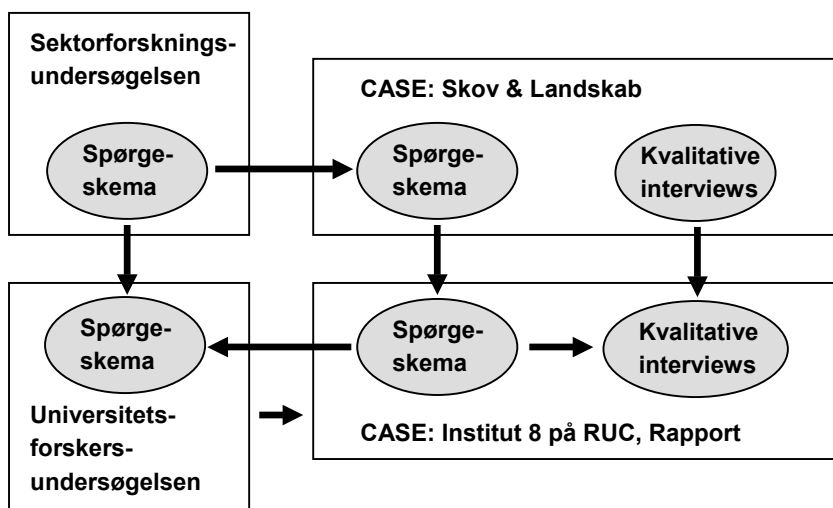 Sektorforsknings-
undersøgelsen
Spørge-
skema
CASE: Skov & Landskab
Spørge-
skema
Kvalitative
interviews
Spørge-
skema
Universitets-
forskers-
undersøgelsen
Spørge-
skema
Kvalitative
interviews
CASE: Institut 8 på RUC, Rapport